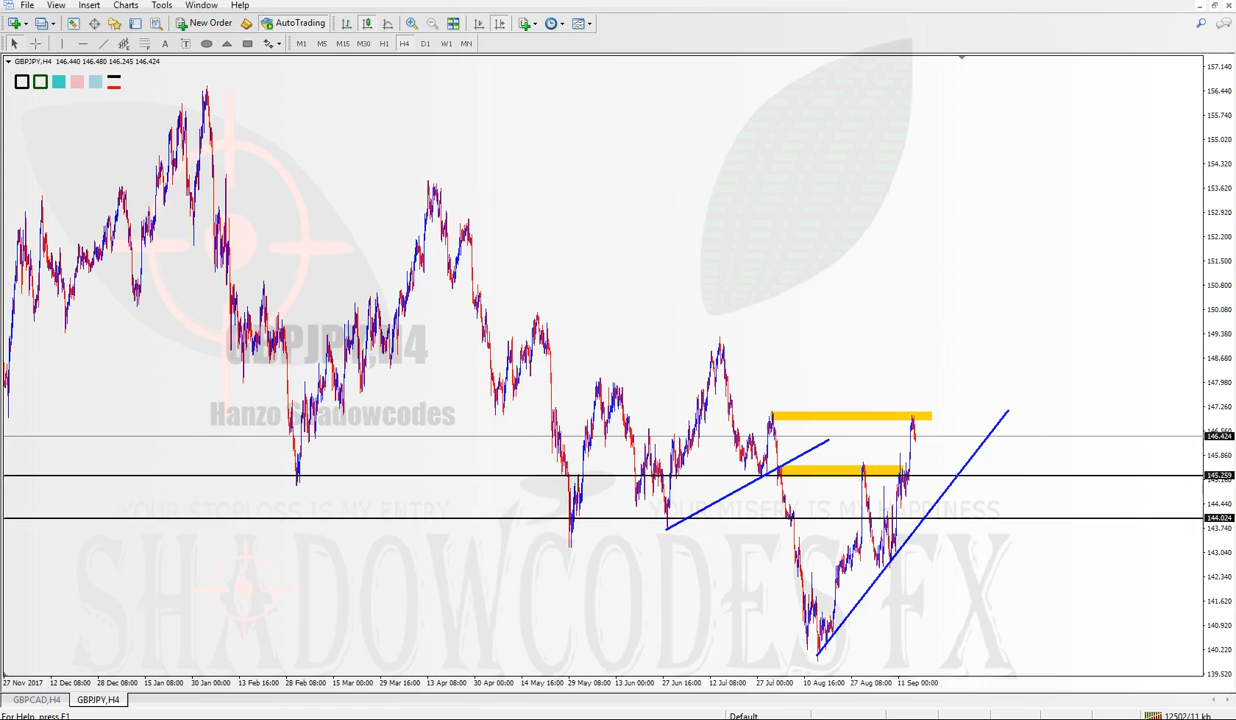 File View Insert Charts Tools Window Help
New Order AutoTrading
A T M1 M5 M15 M30 H1 H4 D1 W1 MN
GBPJPY,H4 146.440 146.480 146.245 146.424
157.140
156.440
155.740
155.020
154.320
153.620
152.920
152.200
151.500
150.800
150.080
149.380
148.680
147.980
147.260
146.424
145.860
145.259
144.440
144.024
143.740
143.040
142.340
141.620
140.920
140.220
139.520
GBPJPY,H4
Hanzo Shadowcodes
LOSS IS MY ENTRY YOUR MISERY IS MY HAPPINESS
SHADOWCODES FX
27 Nov 2017 12 Dec 08:00 28 Dec 08:00 15 Jan 08:00 30 Jan 00:00 13 Feb 16:00 28 Feb 08:00 15 Mar 00:00 29 Mar 16:00 13 Apr 08:00 30 Apr 00:00 14 May 16:00 29 May 08:00 13 Jun 00:00 27 Jun 16:00 12 Jul 08:00 27 Jul 00:00 10 Aug 16:00 27 Aug 08:00 11 Sep 00:00
GBPCAD,H4 GBPJPY,H4
For Help, press F1 Default 12502/11 kb